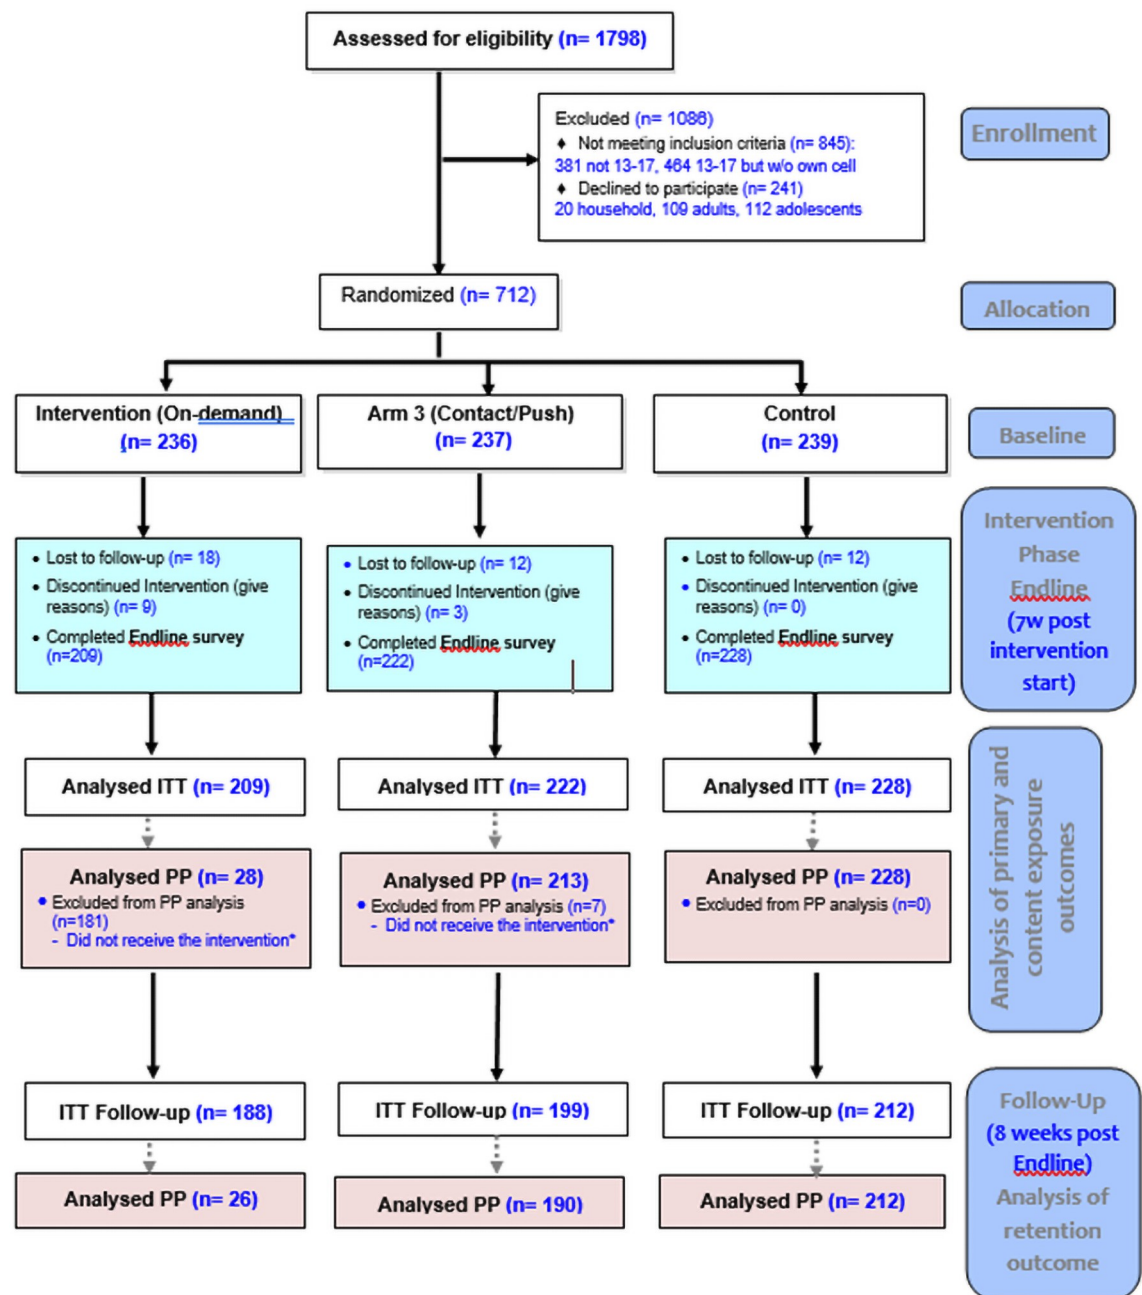 Assessed for eligibility (n= 1798)
Excluded (n= 1086)
♦ Not meeting inclusion criteria (n= 845):
381 not 13-17, 464 13-17 but w/o own cell
♦ Declined to participate (n= 241)
20 household, 109 adults, 112 adolescents
Enrollment
Randomized (n= 712)
Allocation
Intervention (On-demand)
(n= 236)
Arm 3 (Contact/Push)
(n= 237)
Control
(n= 239)
Baseline
• Lost to follow-up (n= 18)
• Discontinued Intervention (give
reasons) (n= 9)
• Completed Endline survey
(n=209)
• Lost to follow-up (n= 12)
• Discontinued Intervention (give
reasons) (n= 3)
• Completed Endline survey
(n=222)
• Lost to follow-up (n= 12)
• Discontinued Intervention (give
reasons) (n= 0)
• Completed Endline survey
(n=228)
Intervention
Phase
Endline
(7w post
intervention
start)
Analysed ITT (n= 209)
Analysed ITT (n= 222)
Analysed ITT (n= 228)
Analysed PP (n= 28)
• Excluded from PP analysis
(n=181)
- Did not receive the intervention*
Analysed PP (n= 213)
• Excluded from PP analysis (n=7)
- Did not receive the intervention*
Analysed PP (n= 228)
• Excluded from PP analysis (n=0)
Analysis of primary and
content exposure
outcomes
ITT Follow-up (n= 188)
ITT Follow-up (n= 199)
ITT Follow-up (n= 212)
Analysed PP (n= 26)
Analysed PP (n= 190)
Analysed PP (n= 212)
Follow-Up
(8 weeks post
Endline)
Analysis of
retention
outcome